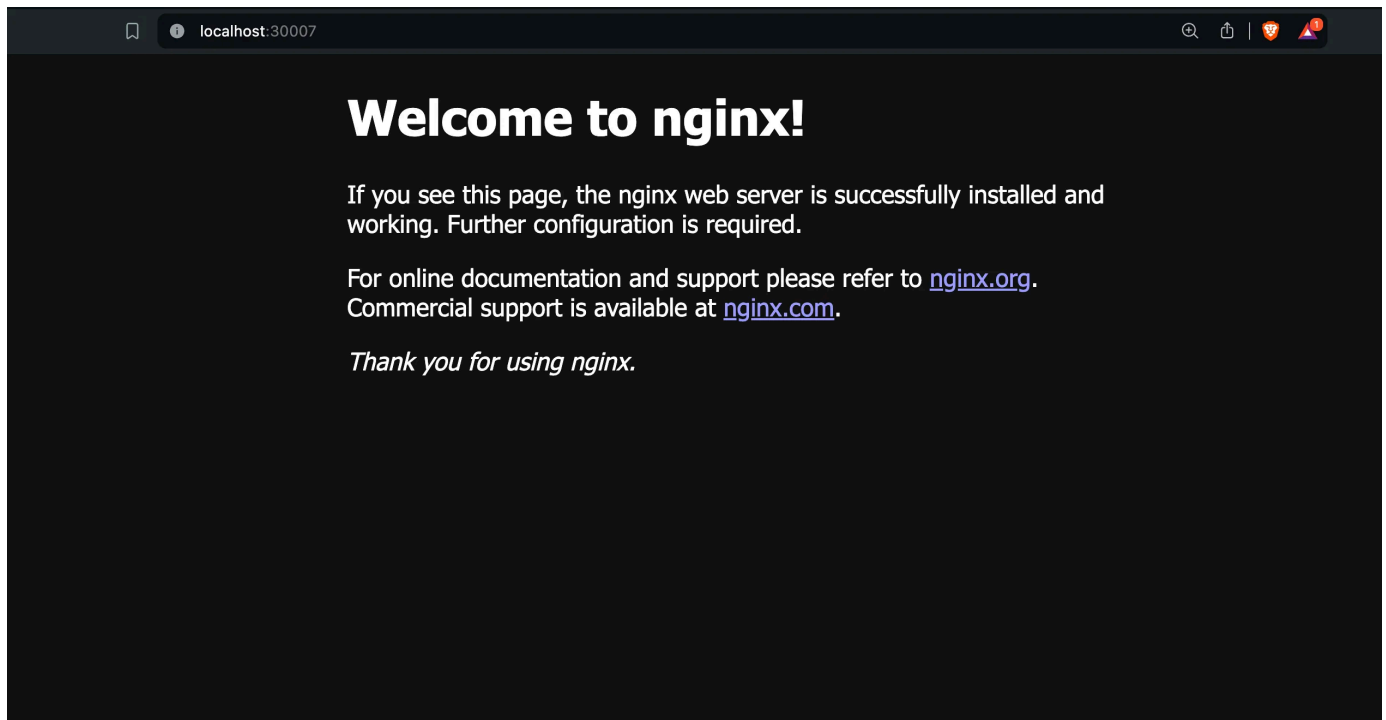 localhost:30007
1
Welcome to nginx!
If you see this page, the nginx web server is successfully installed and
working. Further configuration is required.
For online documentation and support please refer to nginx.org.
Commercial support is available at nginx.com.
Thank you for using nginx.